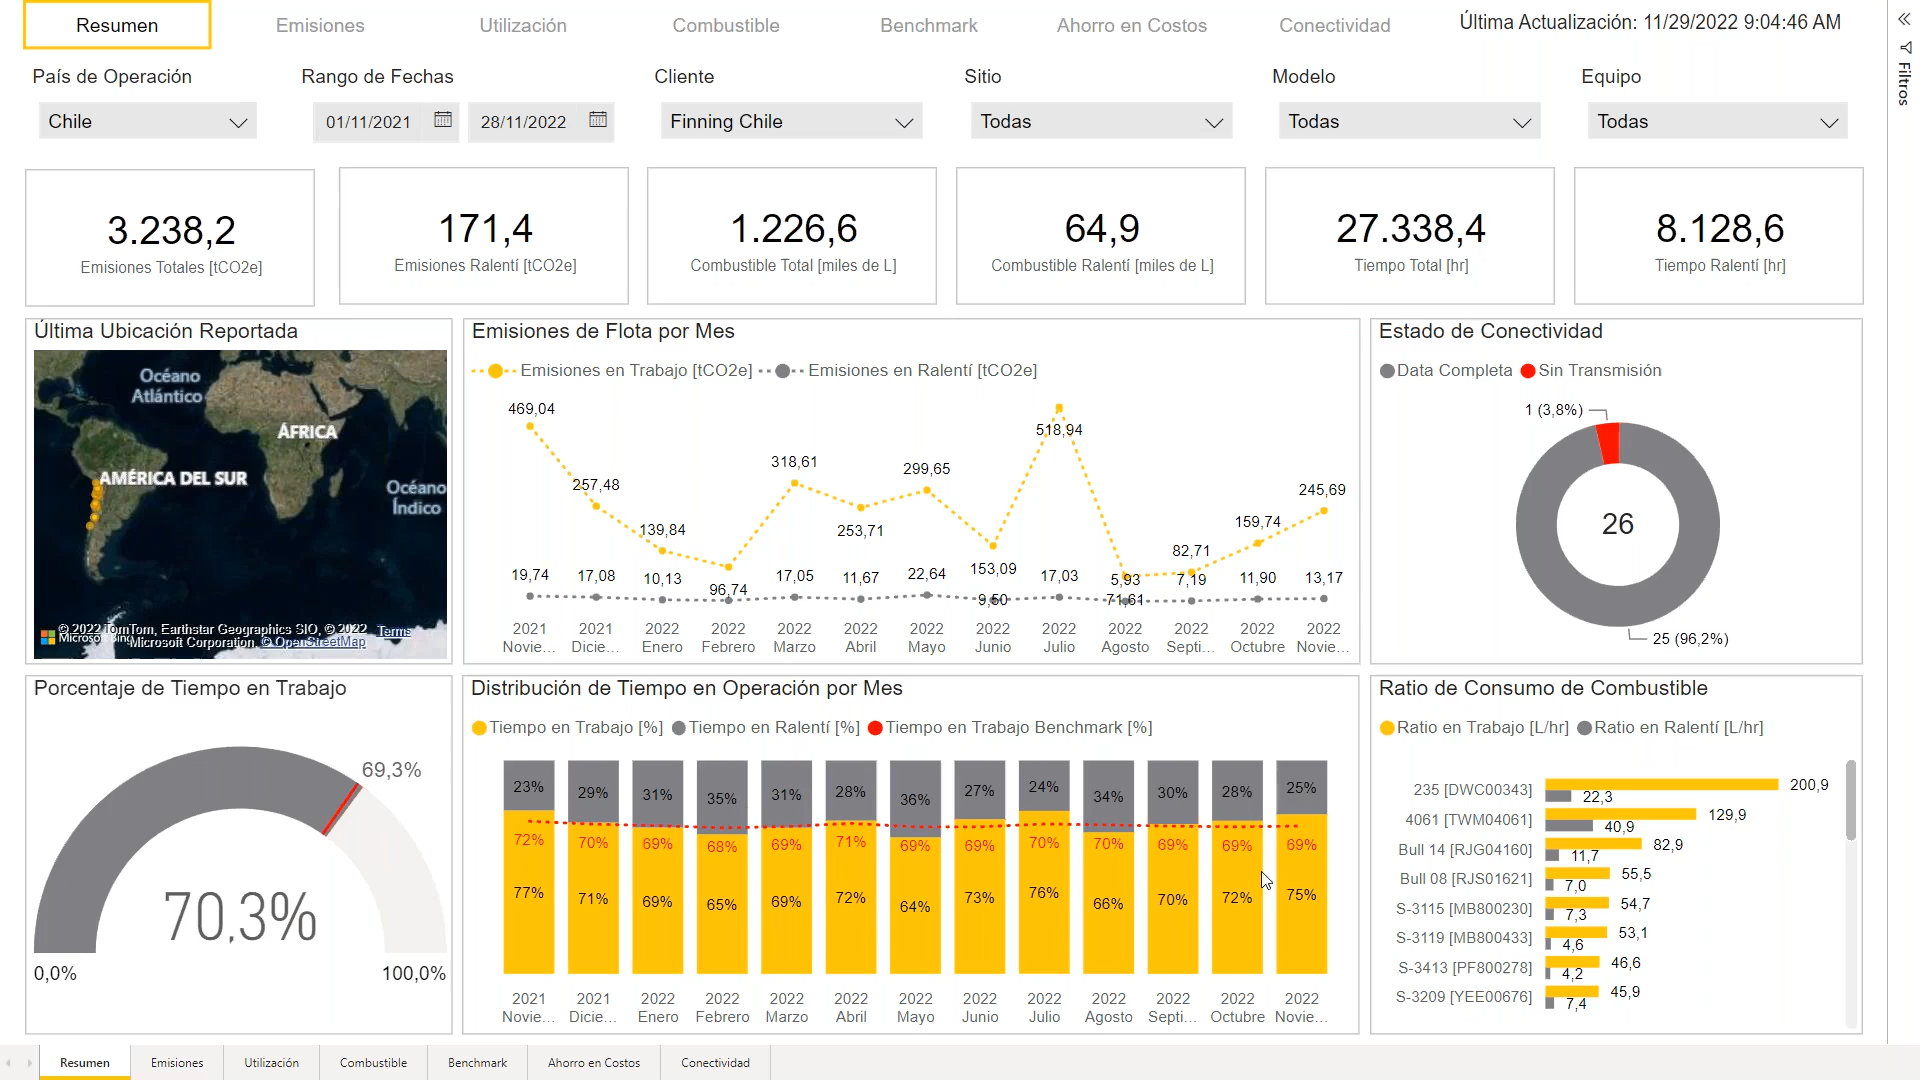 Resumen
Emisiones
Utilización
Combustible
Benchmark
Ahorro en Costos
Conectividad
Última Actualización: 11/29/2022 9:04:46 AM
Filtros
País de Operación
Rango de Fechas
Cliente
Sitio
Modelo
Equipo
Chile
01/11/2021
28/11/2022
Finning Chile
Todas
Todas
Todas
3.238,2
Emisiones Totales [tCO2e]
171,4
Emisiones Ralentí [tCO2e]
1.226,6
Combustible Total [miles de L]
64,9
Combustible Ralentí [miles de L]
27.338,4
Tiempo Total [hr]
8.128,6
Tiempo Ralentí [hr]
Última Ubicación Reportada
Océano
Atlántico
ÁFRICA
AMÉRICA DEL SUR
Océano
Índico
© 2022 TomTom, Earthstar Geographics SIO, © 2022
Microsoft Corporation, © OpenStreetMap
Terms
Microsoft Bing
Emisiones de Flota por Mes
Emisiones en Trabajo [tCO2e]
Emisiones en Ralentí [tCO2e]
469,04
257,48
139,84
96,74
318,61
253,71
299,65
153,09
518,94
71,61
82,71
159,74
245,69
19,74
17,08
10,13
17,05
11,67
22,64
9,50
17,03
5,93
7,19
11,90
13,17
2021 Novie...
2021 Dicie...
2022 Enero
2022 Febrero
2022 Marzo
2022 Abril
2022 Mayo
2022 Junio
2022 Julio
2022 Agosto
2022 Septi...
2022 Octubre
2022 Novie...
Estado de Conectividad
Data Completa
Sin Transmisión
1 (3,8%)
26
25 (96,2%)
Porcentaje de Tiempo en Trabajo
69,3%
70,3%
0,0%
100,0%
Distribución de Tiempo en Operación por Mes
Tiempo en Trabajo [%]
Tiempo en Ralentí [%]
Tiempo en Trabajo Benchmark [%]
23%
29%
31%
35%
31%
28%
36%
27%
24%
34%
30%
28%
25%
72%
70%
69%
68%
69%
71%
69%
69%
70%
70%
69%
69%
69%
77%
71%
69%
65%
69%
72%
64%
73%
76%
66%
70%
72%
75%
2021 Novie...
2021 Dicie...
2022 Enero
2022 Febrero
2022 Marzo
2022 Abril
2022 Mayo
2022 Junio
2022 Julio
2022 Agosto
2022 Septi...
2022 Octubre
2022 Novie...
Ratio de Consumo de Combustible
Ratio en Trabajo [L/hr]
Ratio en Ralentí [L/hr]
235 [DWC00343] 200,9
22,3
4061 [TWM04061] 129,9
40,9
Bull 14 [RJG04160] 82,9
11,7
Bull 08 [RJS01621] 55,5
7,0
S-3115 [MB800230] 54,7
7,3
S-3119 [MB800433] 53,1
4,6
S-3413 [PF800278] 46,6
4,2
S-3209 [YEE00676] 45,9
7,4
Resumen
Emisiones
Utilización
Combustible
Benchmark
Ahorro en Costos
Conectividad